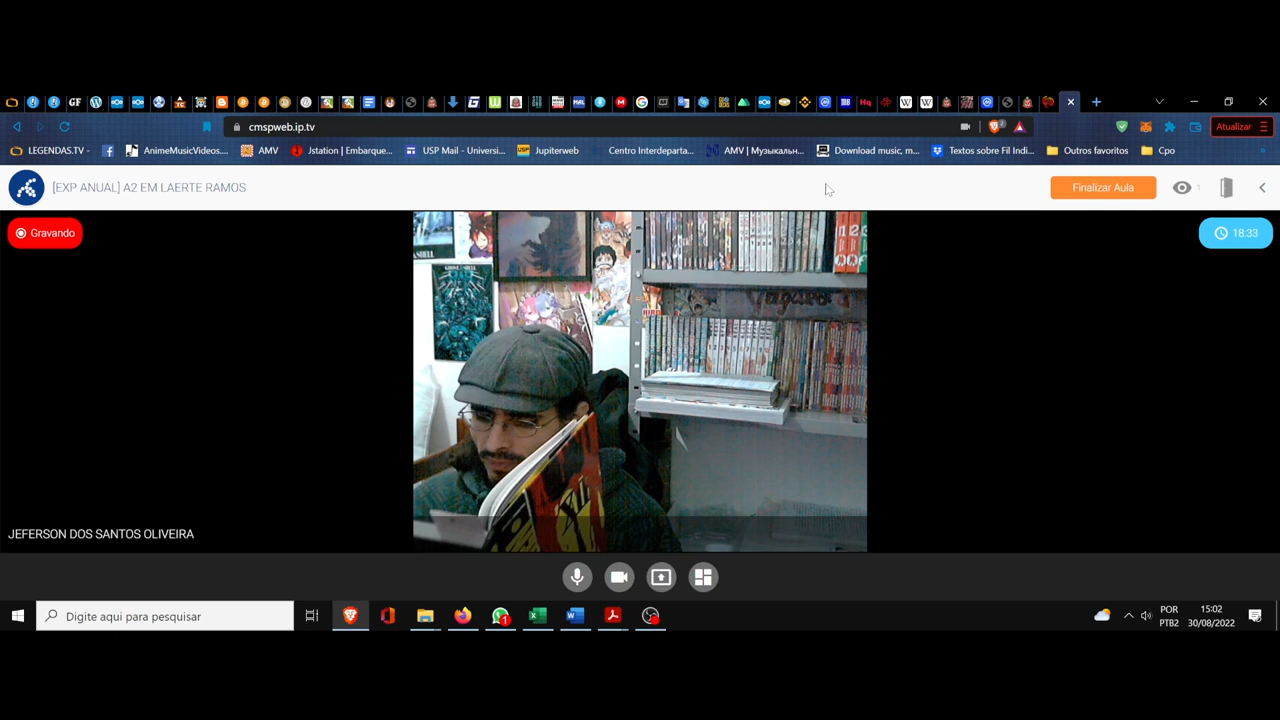 cmspweb.ip.tv
Atualizar
LEGENDAS.TV -
AnimeMusicVideos....
AMV
Jstation | Embarque...
USP Mail - Universi...
Jupiterweb
Centro Interdeparta...
AMV | Музыкальн...
Download music, m...
Textos sobre Fil Indi...
Outros favoritos
Cpo
[EXP ANUAL] A2 EM LAERTE RAMOS
Finalizar Aula
1
Gravando
18:33
JEFERSON DOS SANTOS OLIVEIRA
Digite aqui para pesquisar
POR
PTB2
15:02
30/08/2022